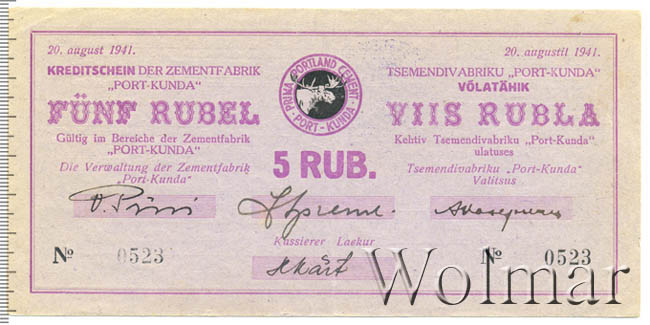 20. august 1941.
KREDITSCHEIN DER ZEMENTFABRIK
„PORT-KUNDA"
FÜNF RUBEL
Gültig im Bereiche der Zementfabrik
„PORT-KUNDA"
Die Verwaltung der Zementfabrik
„Port-Kunda"
PRIMA PORTLAND CEMENT
PORT-KUNDA
5 RUB.
20. augustil 1941.
TSEMENDIVABRIKU „PORT-KUNDA"
VÕLATÄHIK
VIIS RUBLA
Kehtiv Tsemendivabriku „Port-Kunda"
ulatuses
Tsemendivabriku „Port-Kunda"
Valitsus
Kassierer Laekur
№ 0523
№ 0523
Wolmar